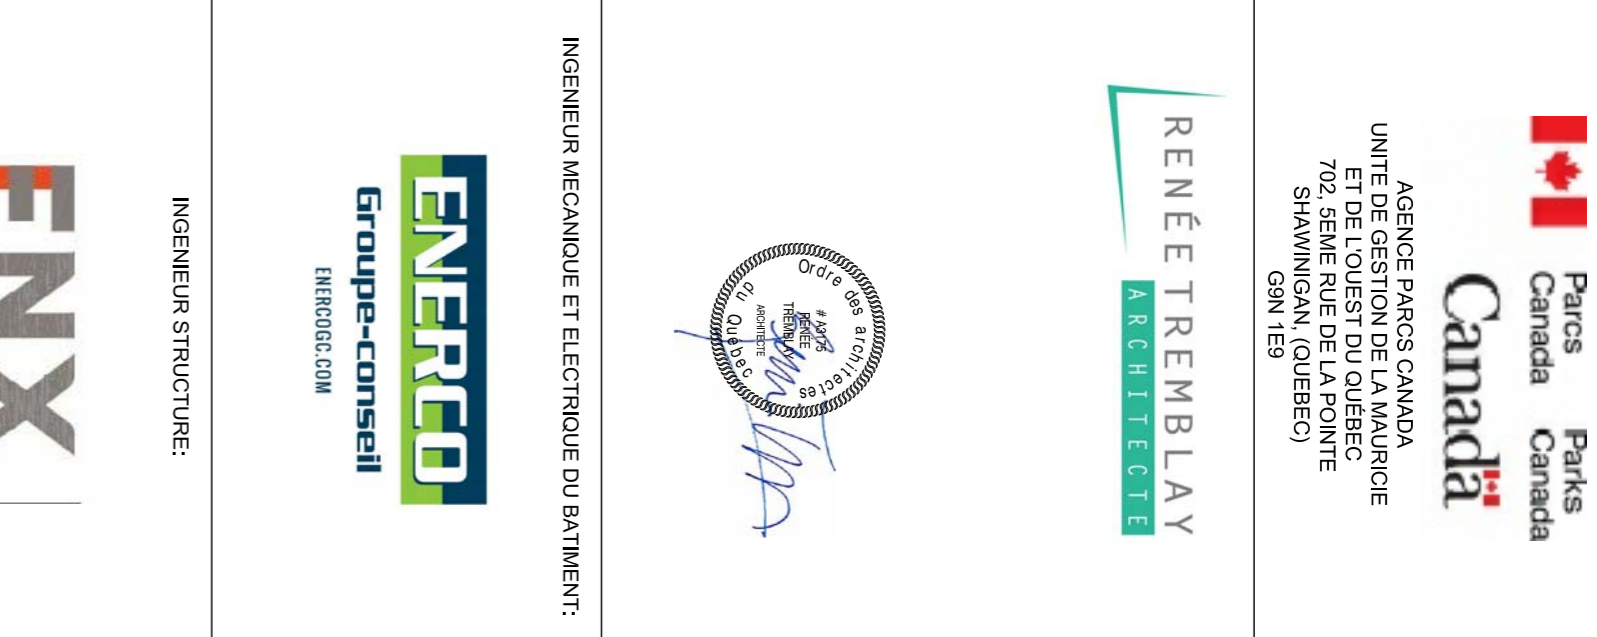 Parcs Parks
Canada Canada
Canada
AGENCE PARCS CANADA
UNITE DE GESTION DE LA MAURICIE
ET DE L'OUEST DU QUÉBEC
702, 5EME RUE DE LA POINTE
SHAWINIGAN, (QUEBEC)
G9N 1E9
RENÉE TREMBLAY
ARCHITECTE
Ordre des architectes
du Québec
# A3175
RENÉE
TREMBLAY
ARCHITECTE
INGENIEUR MECANIQUE ET ELECTRIQUE DU BATIMENT:
ENERCO
Groupe-conseil
ENERCOGC.COM
INGENIEUR STRUCTURE:
ENX